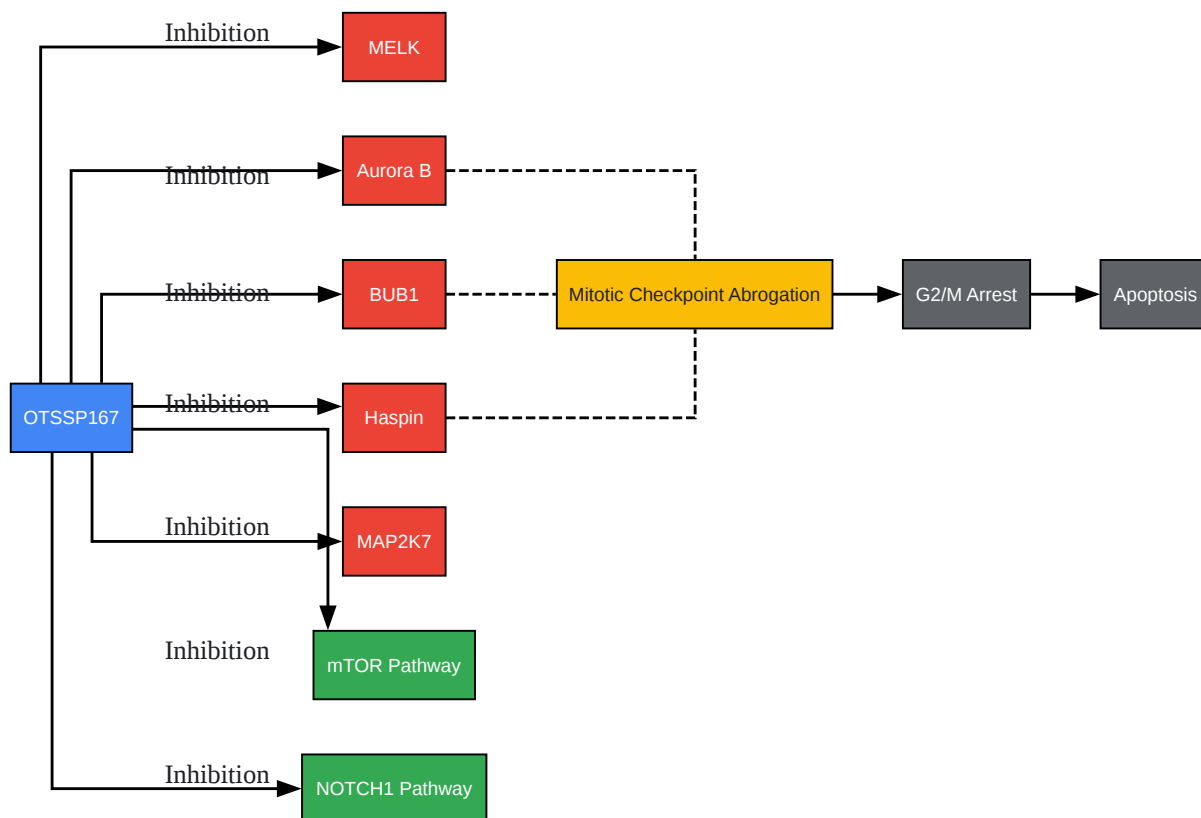 Inhibition
MELK
Inhibition
Aurora B
Inhibition
BUB1
Mitotic Checkpoint Abrogation
G2/M Arrest
Apoptosis
OTSSP167
Inhibition
Haspin
Inhibition
MAP2K7
Inhibition
mTOR Pathway
Inhibition
NOTCH1 Pathway